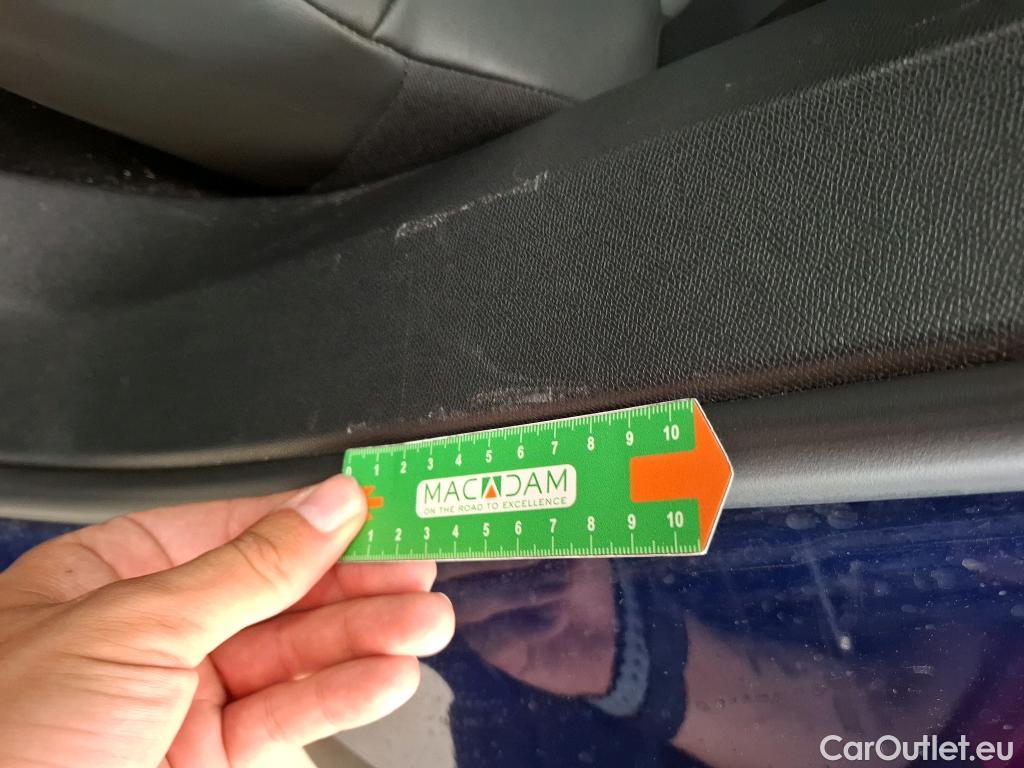 0 1 2 3 4 5 6 7 8 9 10
MACADAM
ON THE ROAD TO EXCELLENCE
1 2 3 4 5 6 7 8 9 10
CarOutlet.eu